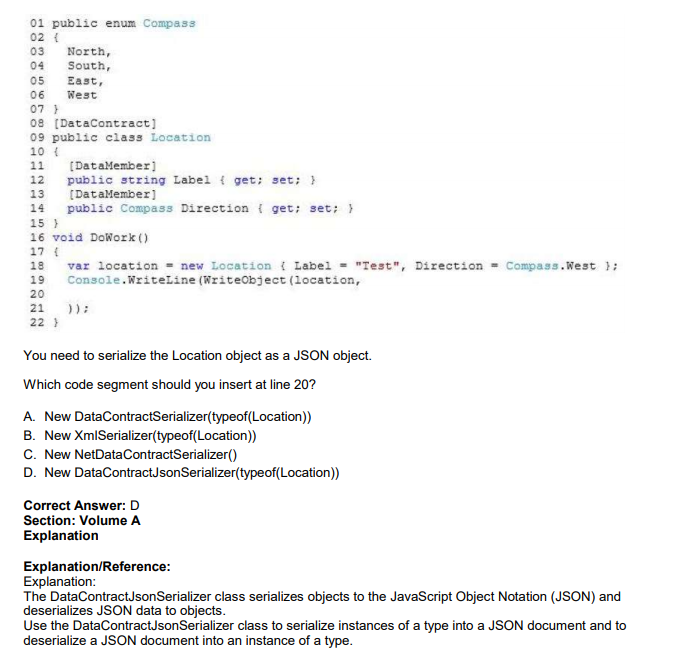 01 public enum Compass
02 {
03 North,
04 South,
05 East,
06 West
07 }
08 [DataContract]
09 public class Location
10 {
11 [DataMember]
12 public string Label { get; set; }
13 [DataMember]
14 public Compass Direction { get; set; }
15 }
16 void DoWork()
17 {
18 var location = new Location { Label = "Test", Direction = Compass.West };
19 Console.WriteLine(WriteObject(location,
20
21 ));
22 }
You need to serialize the Location object as a JSON object.
Which code segment should you insert at line 20?
A. New DataContractSerializer(typeof(Location))
B. New XmlSerializer(typeof(Location))
C. New NetDataContractSerializer()
D. New DataContractJsonSerializer(typeof(Location))
Correct Answer: D
Section: Volume A
Explanation
Explanation/Reference:
Explanation:
The DataContractJsonSerializer class serializes objects to the JavaScript Object Notation (JSON) and
deserializes JSON data to objects.
Use the DataContractJsonSerializer class to serialize instances of a type into a JSON document and to
deserialize a JSON document into an instance of a type.